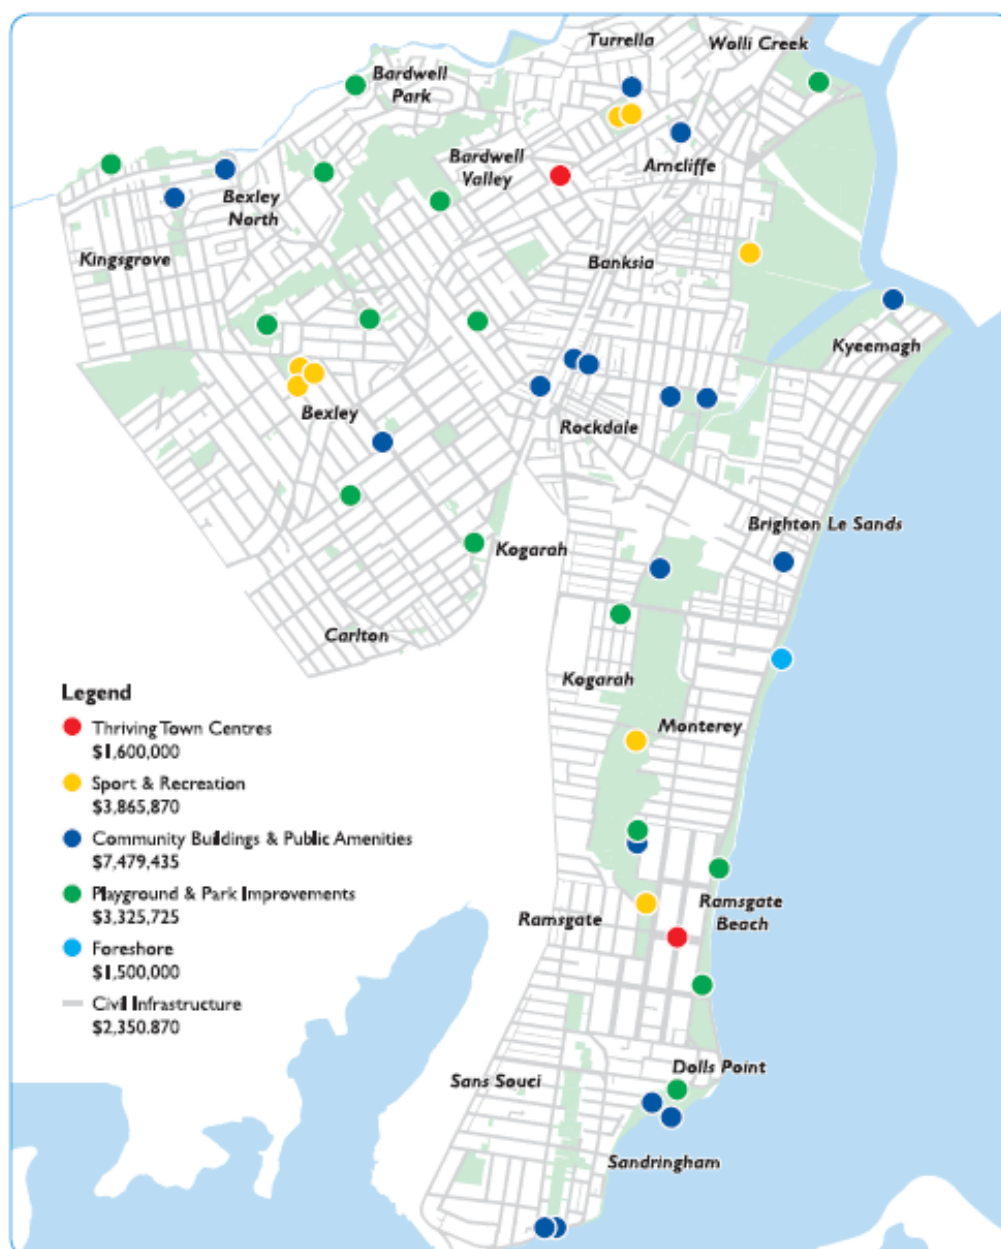 Turrella
Wolli Creek
Bardwell
Park
Bardwell
Valley
Arncliffe
Bexley
North
Kingsgrove
Banksia
Kyeemagh
Bexley
Rockdale
Brighton Le Sands
Kogarah
Carlton
Kogarah
Monterey
Legend
Thriving Town Centres
$1,600,000
Sport & Recreation
$3,865,870
Community Buildings & Public Amenities
$7,479,435
Playground & Park Improvements
$3,325,725
Foreshore
$1,500,000
Civil Infrastructure
$2,350.870
Ramsgate
Beach
Ramsgate
Dolls Point
Sans Souci
Sandringham